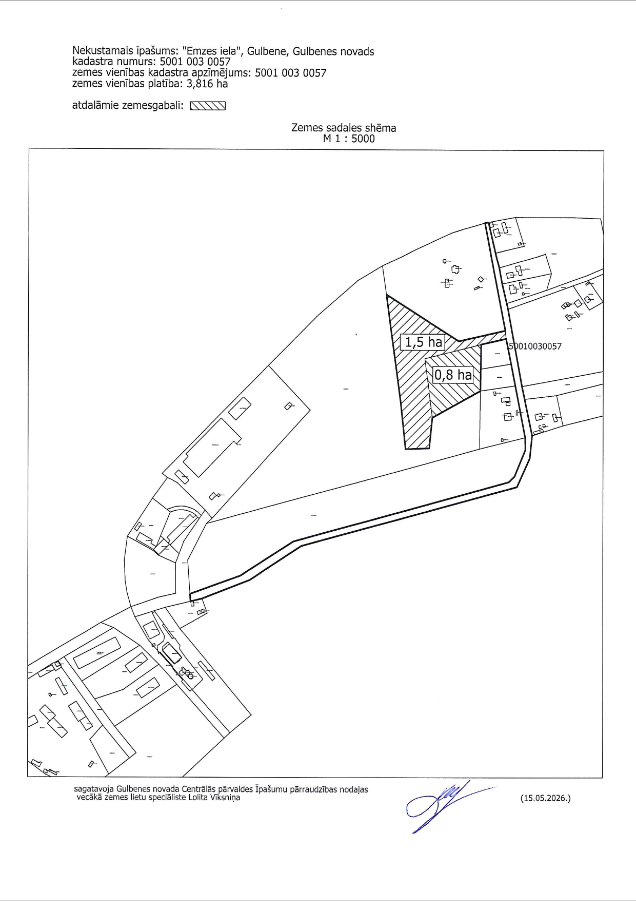 Nekustamais īpašums: "Emzes iela", Gulbene, Gulbenes novads
kadastra numurs: 5001 003 0057
zemes vienības kadastra apzīmējums: 5001 003 0057
zemes vienības platība: 3,816 ha
atdalāmie zemesgabali:
Zemes sadales shēma
M 1 : 5000
1,5 ha
50010030057
0,8 ha
sagatavoja Gulbenes novada Centrālās pārvaldes Īpašumu pārraudzības nodaļas
vecākā zemes lietu speciāliste Lolita Vīksniņa
(15.05.2026.)